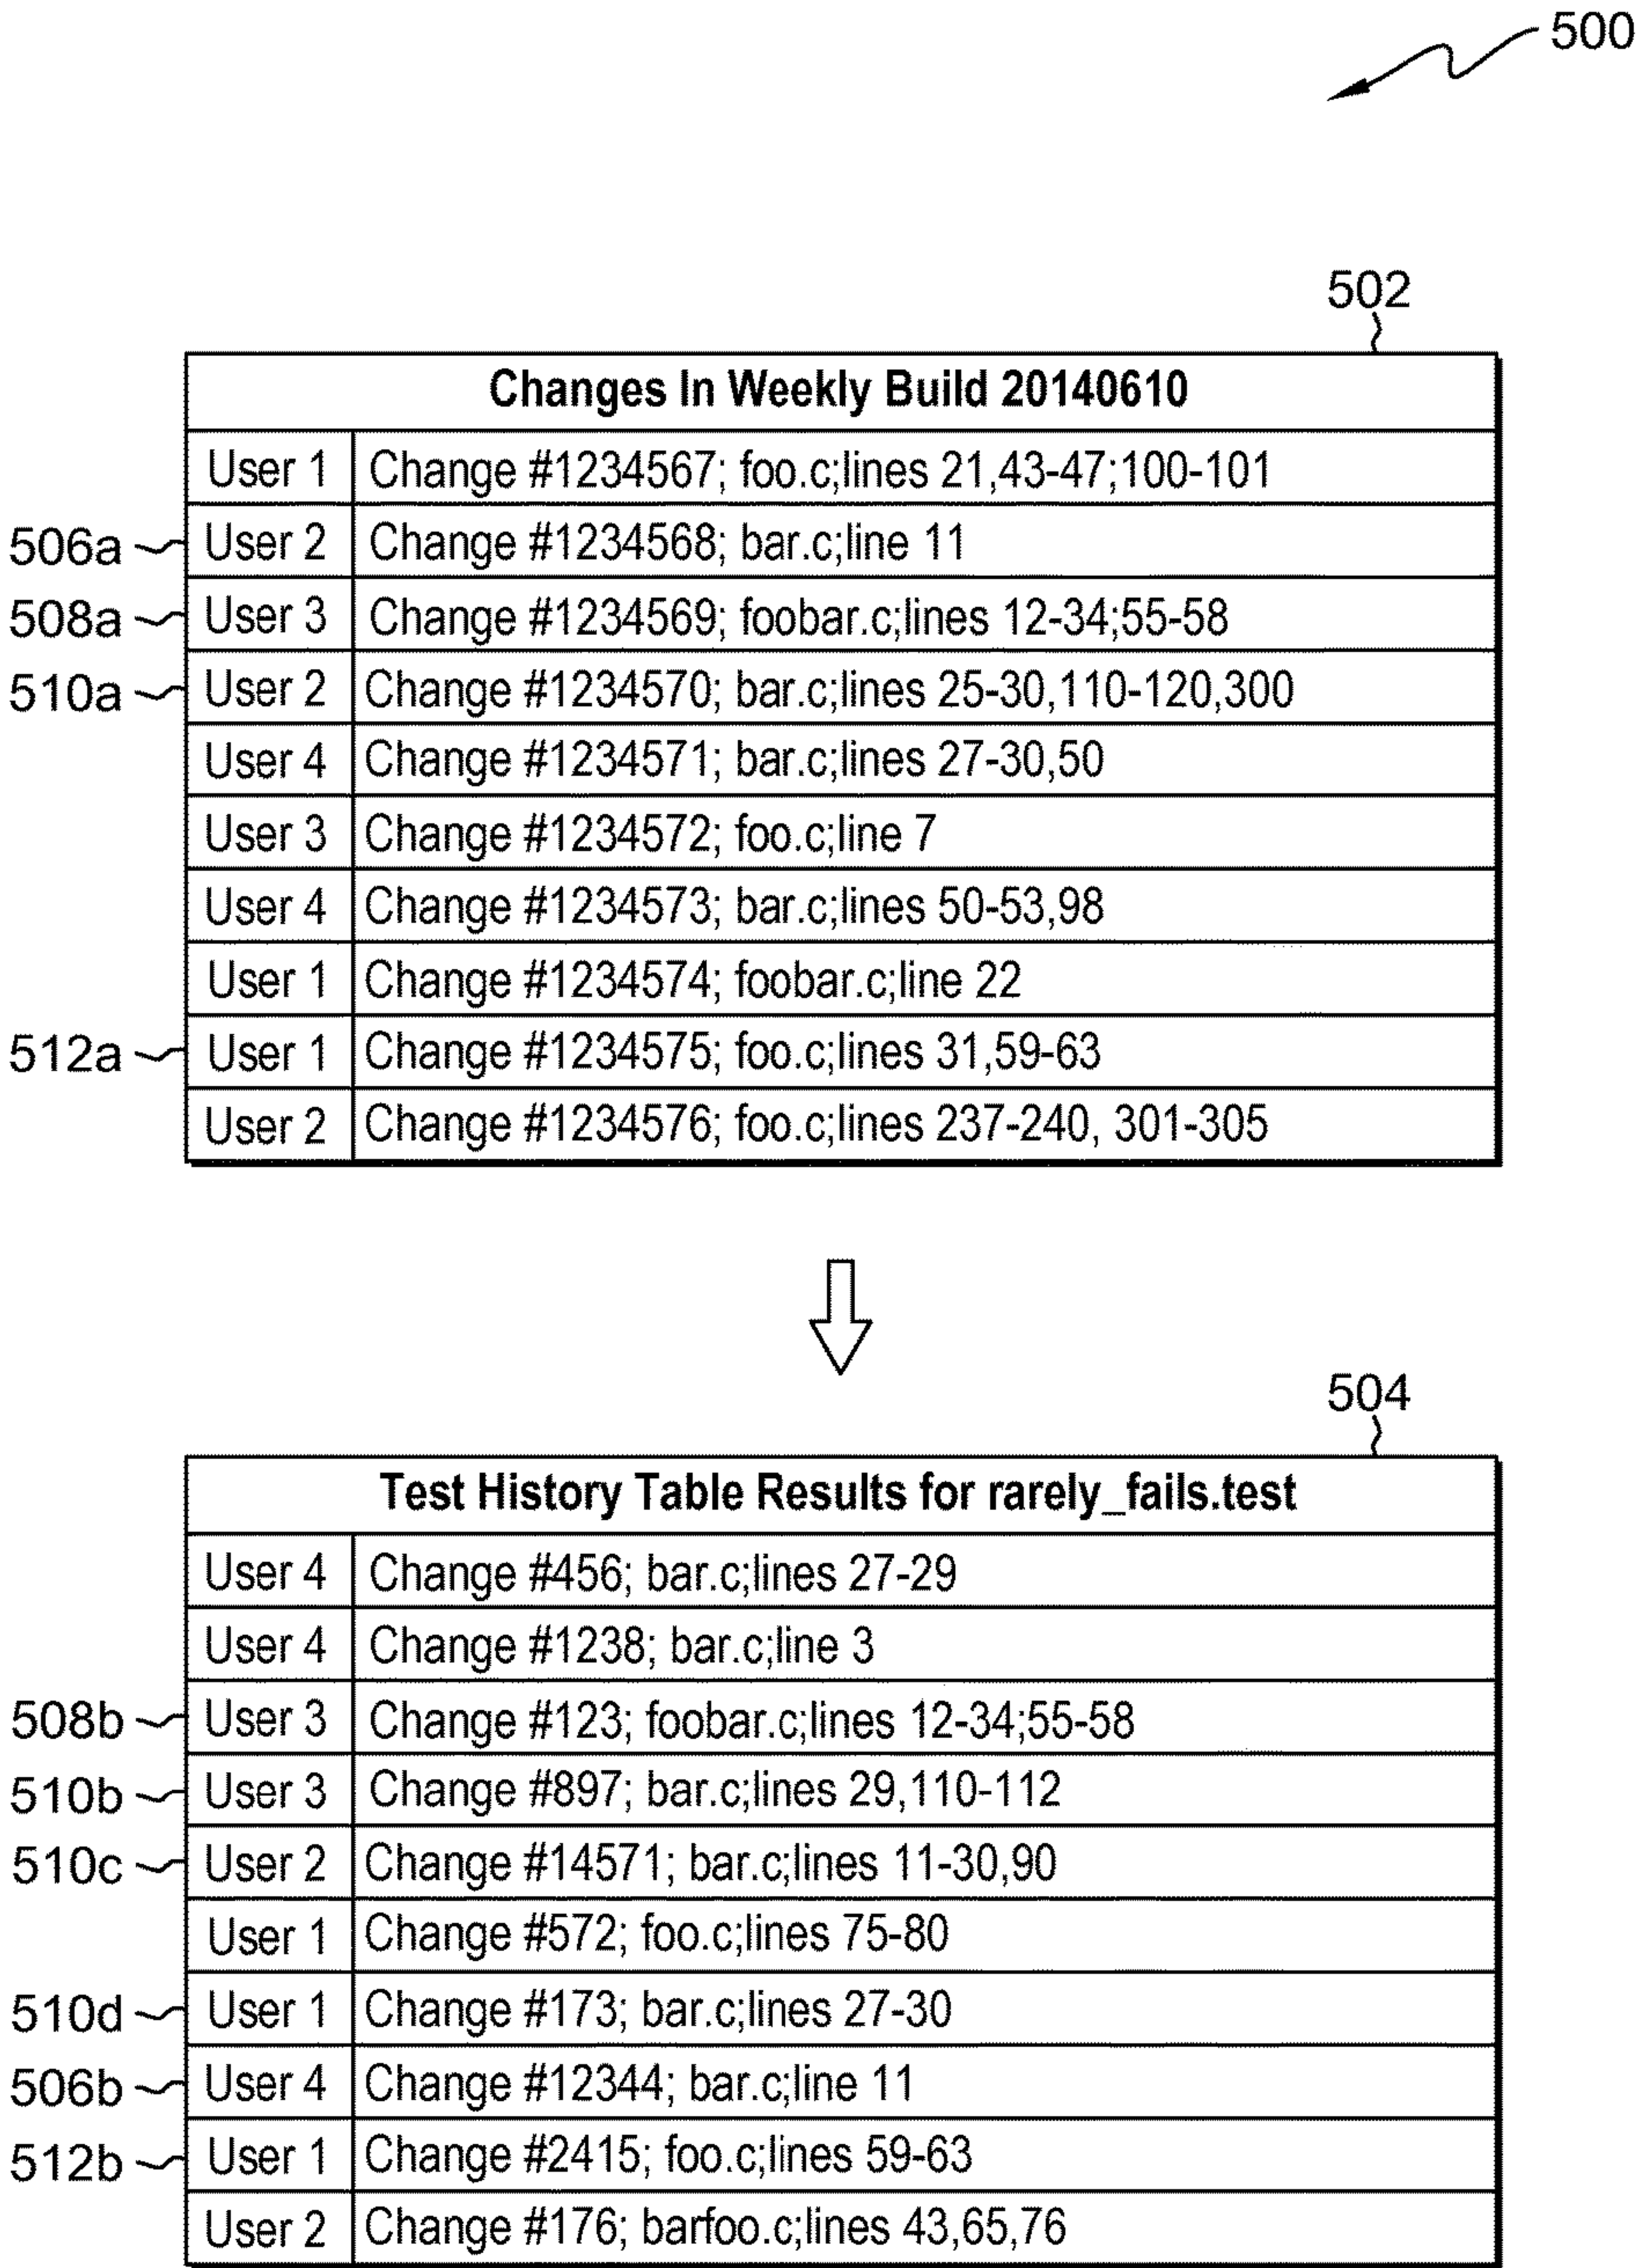 500
502
Changes In Weekly Build 20140610
User 1 Change #1234567; foo.c;lines 21,43-47;100-101
506a User 2 Change #1234568; bar.c;line 11
508a User 3 Change #1234569; foobar.c;lines 12-34;55-58
510a User 2 Change #1234570; bar.c;lines 25-30,110-120,300
User 4 Change #1234571; bar.c;lines 27-30,50
User 3 Change #1234572; foo.c;line 7
User 4 Change #1234573; bar.c;lines 50-53,98
User 1 Change #1234574; foobar.c;line 22
512a User 1 Change #1234575; foo.c;lines 31,59-63
User 2 Change #1234576; foo.c;lines 237-240, 301-305
504
Test History Table Results for rarely_fails.test
User 4 Change #456; bar.c;lines 27-29
User 4 Change #1238; bar.c;line 3
508b User 3 Change #123; foobar.c;lines 12-34;55-58
510b User 3 Change #897; bar.c;lines 29,110-112
510c User 2 Change #14571; bar.c;lines 11-30,90
User 1 Change #572; foo.c;lines 75-80
510d User 1 Change #173; bar.c;lines 27-30
506b User 4 Change #12344; bar.c;line 11
512b User 1 Change #2415; foo.c;lines 59-63
User 2 Change #176; barfoo.c;lines 43,65,76